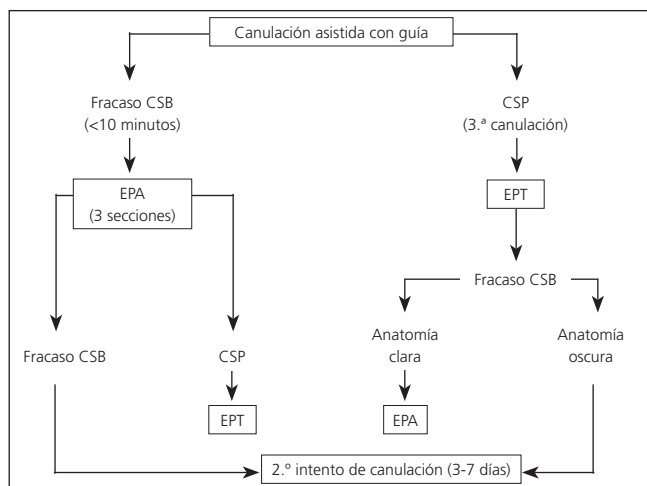 Canulación asistida con guía
Fracaso CSB
(<10 minutos)
CSP
(3.ª canulación)
EPA
(3 secciones)
EPT
Fracaso CSB
Anatomía
clara
Anatomía
oscura
Fracaso CSB
CSP
EPT
EPA
2.º intento de canulación (3-7 días)